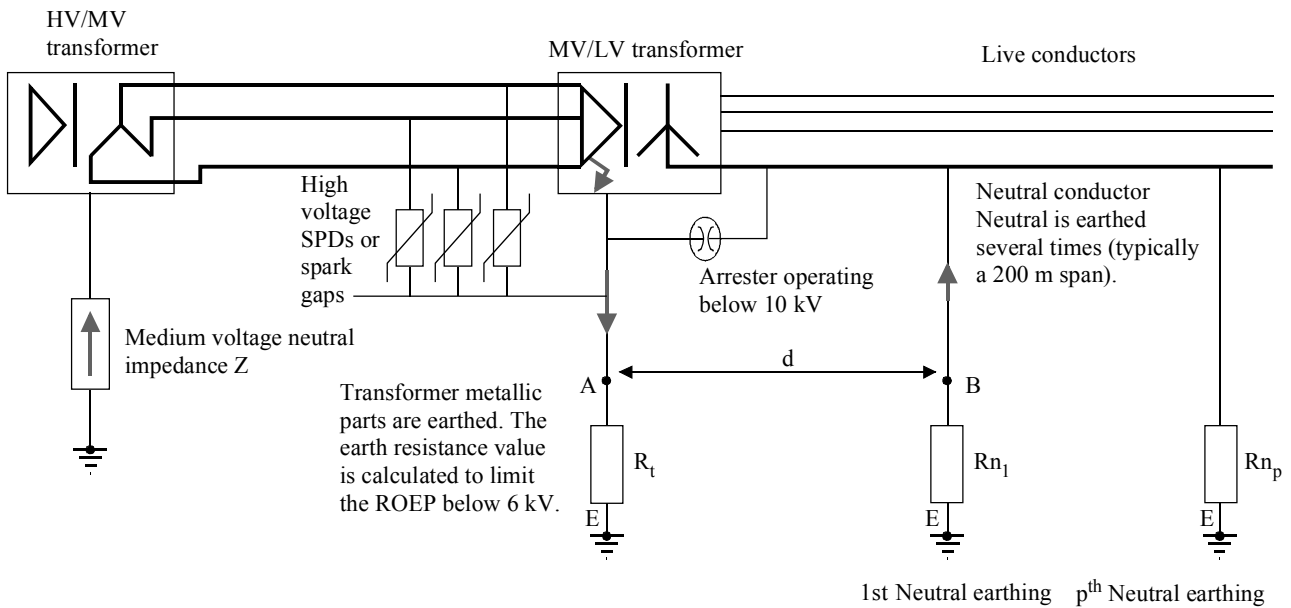 HV/MV
transformer
MV/LV transformer
Live conductors
High
voltage
SPDs or
spark
gaps
Neutral conductor
Neutral is earthed
several times (typically
a 200 m span).
Arrester operating
below 10 kV
Medium voltage neutral
impedance Z
d
A
B
Transformer metallic
parts are earthed. The
earth resistance value
is calculated to limit
the ROEP below 6 kV.
Rt
Rn1
Rnp
E
E
E
1st Neutral earthing
pth Neutral earthing